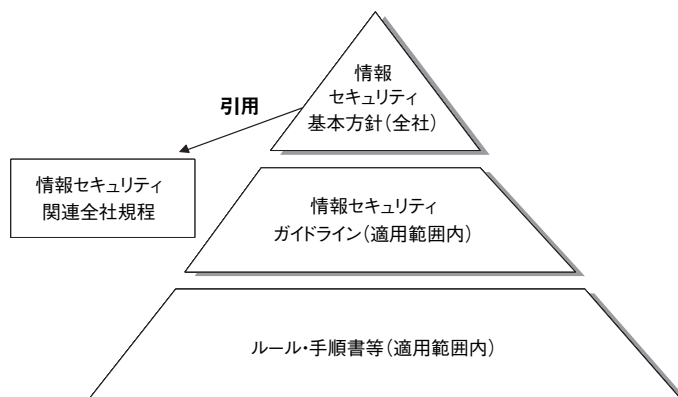 情報
セキュリティ
基本方針(全社)
引用
情報セキュリティ
関連全社規程
情報セキュリティ
ガイドライン(適用範囲内)
ルール・手順書等(適用範囲内)